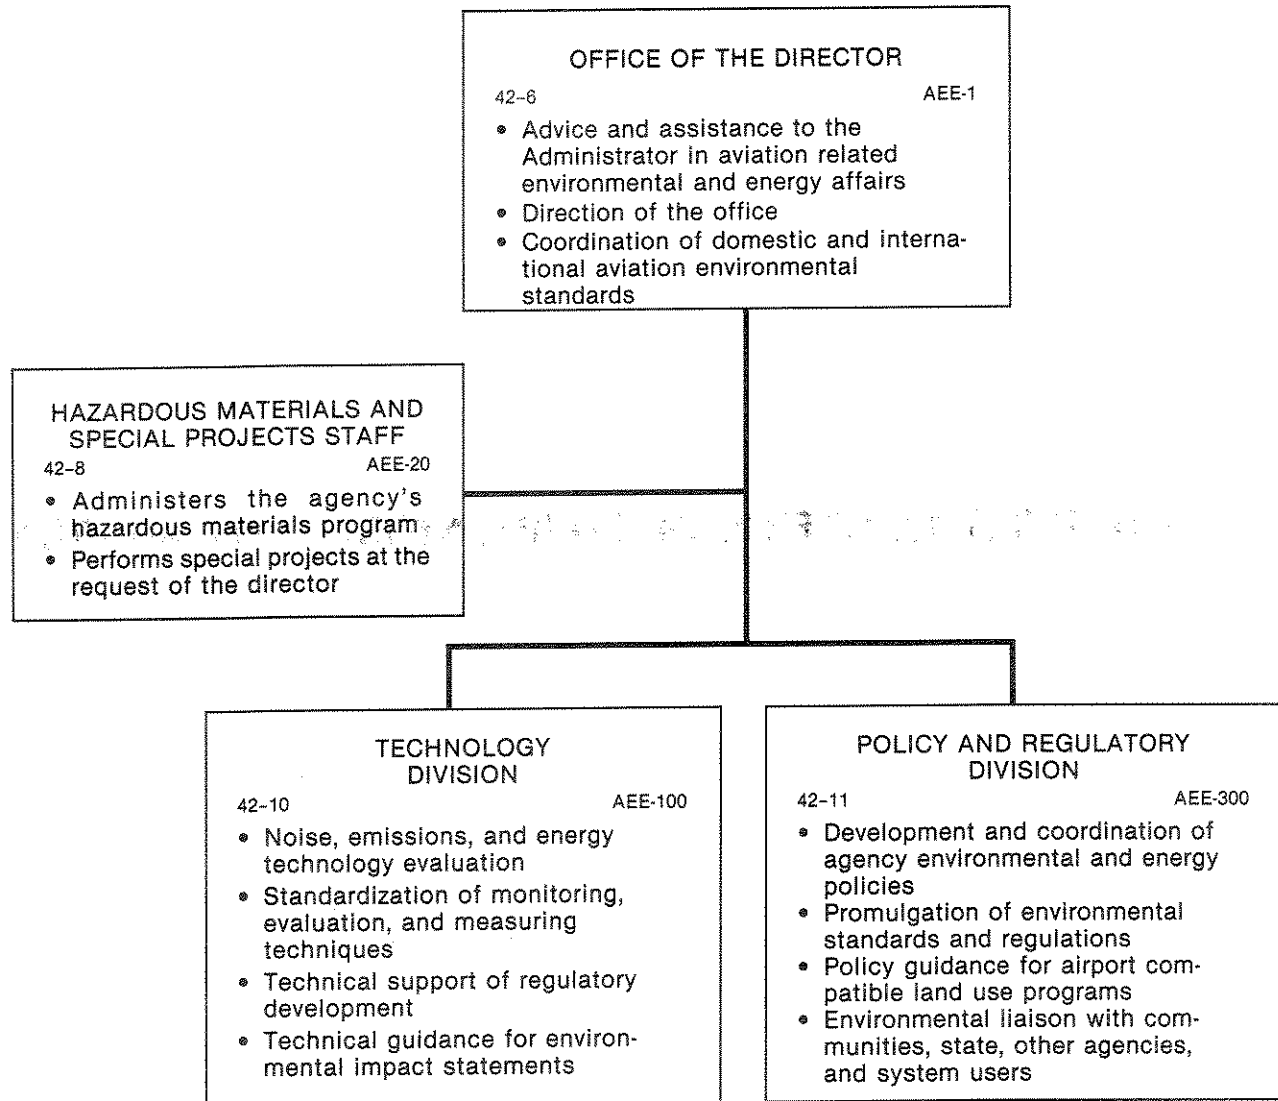 OFFICE OF THE DIRECTOR
42-6 AEE-1
• Advice and assistance to the
Administrator in aviation related
environmental and energy affairs
• Direction of the office
• Coordination of domestic and interna-
tional aviation environmental
standards
HAZARDOUS MATERIALS AND
SPECIAL PROJECTS STAFF
42-8 AEE-20
• Administers the agency's
hazardous materials program
• Performs special projects at the
request of the director
TECHNOLOGY
DIVISION
42-10 AEE-100
• Noise, emissions, and energy
technology evaluation
• Standardization of monitoring,
evaluation, and measuring
techniques
• Technical support of regulatory
development
• Technical guidance for environ-
mental impact statements
POLICY AND REGULATORY
DIVISION
42-11 AEE-300
• Development and coordination of
agency environmental and energy
policies
• Promulgation of environmental
standards and regulations
• Policy guidance for airport com-
patible land use programs
• Environmental liaison with com-
munities, state, other agencies,
and system users